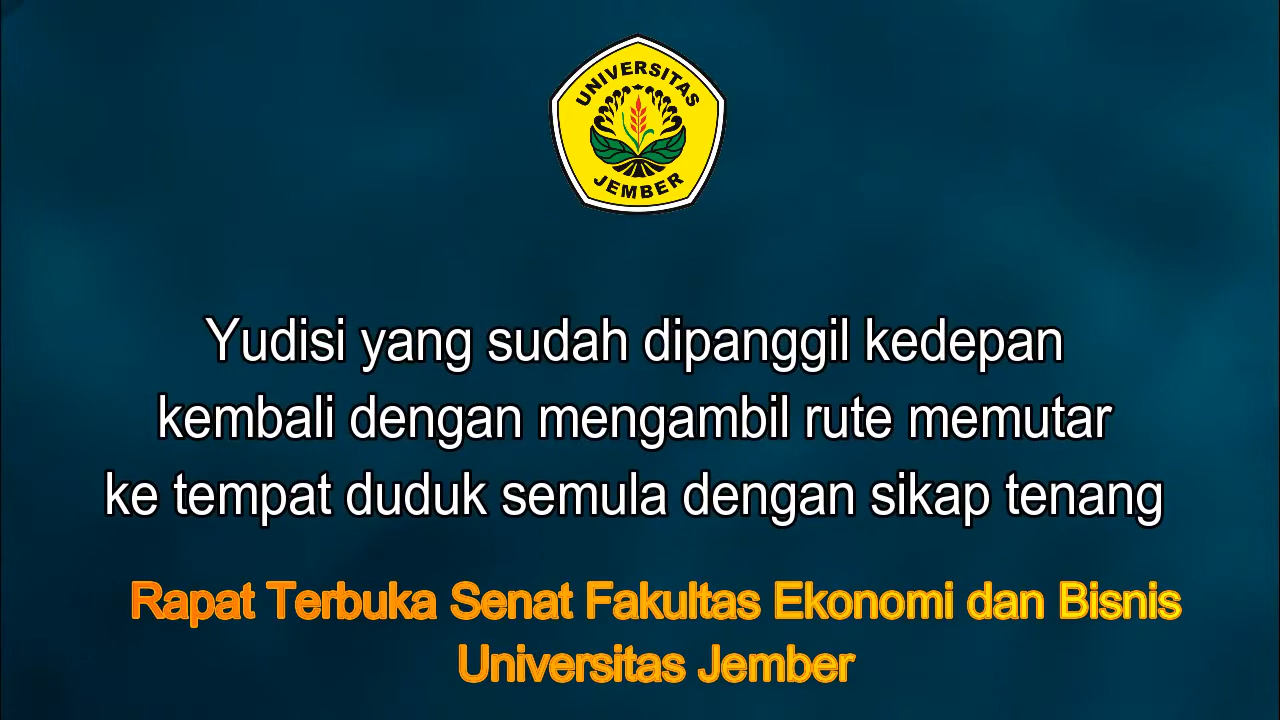 UNIVERSITAS
JEMBER
Yudisi yang sudah dipanggil kedepan
kembali dengan mengambil rute memutar
ke tempat duduk semula dengan sikap tenang
Rapat Terbuka Senat Fakultas Ekonomi dan Bisnis
Universitas Jember